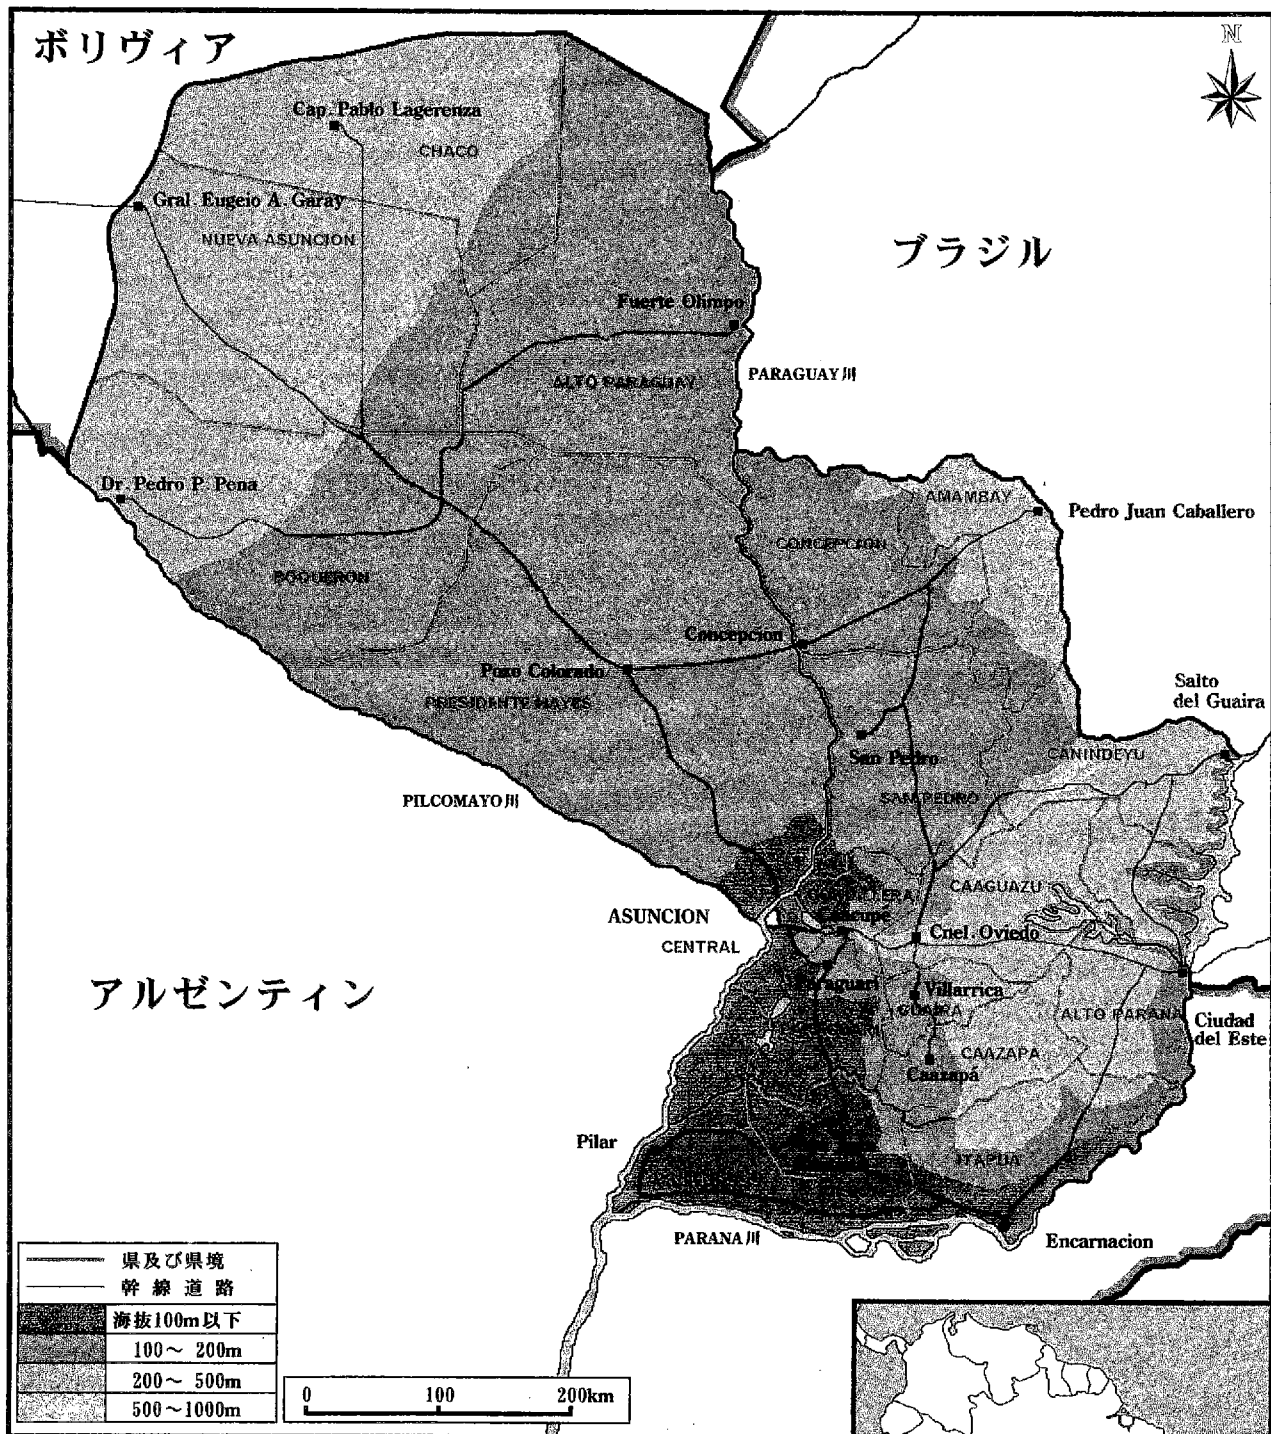 ボリヴィア
N
Cap. Pablo Lagerenza
CHACO
Gral. Eugeio A. Garay
NUEVA ASUNCION
ブラジル
Fuerte Olimpo
PARAGUAY川
ALTO PARAGUAY
Dr. Pedro P. Pena
AMAMBAY
Pedro Juan Caballero
CONCEPCION
BOQUERON
Concepcion
Pozo Colorado
PRESIDANTE HAYES
Salto
del Guaira
San Pedro
CANINDEYU
PILCOMAYO川
SAN PEDRO
CAAGUAZU
ASUNCION
Caacupé
Cnel. Oviedo
CENTRAL
アルゼンティン
Paraguari
Villarrica
GUAIRA
ALTO PARANA
Ciudad
del Este
CAAZAPA
Caazapá
Pilar
ITAPUA
PARANA川
Encarnacion
県及び県境
幹線道路
海抜100m以下
100～200m
200～500m
500～1000m
0 100 200km